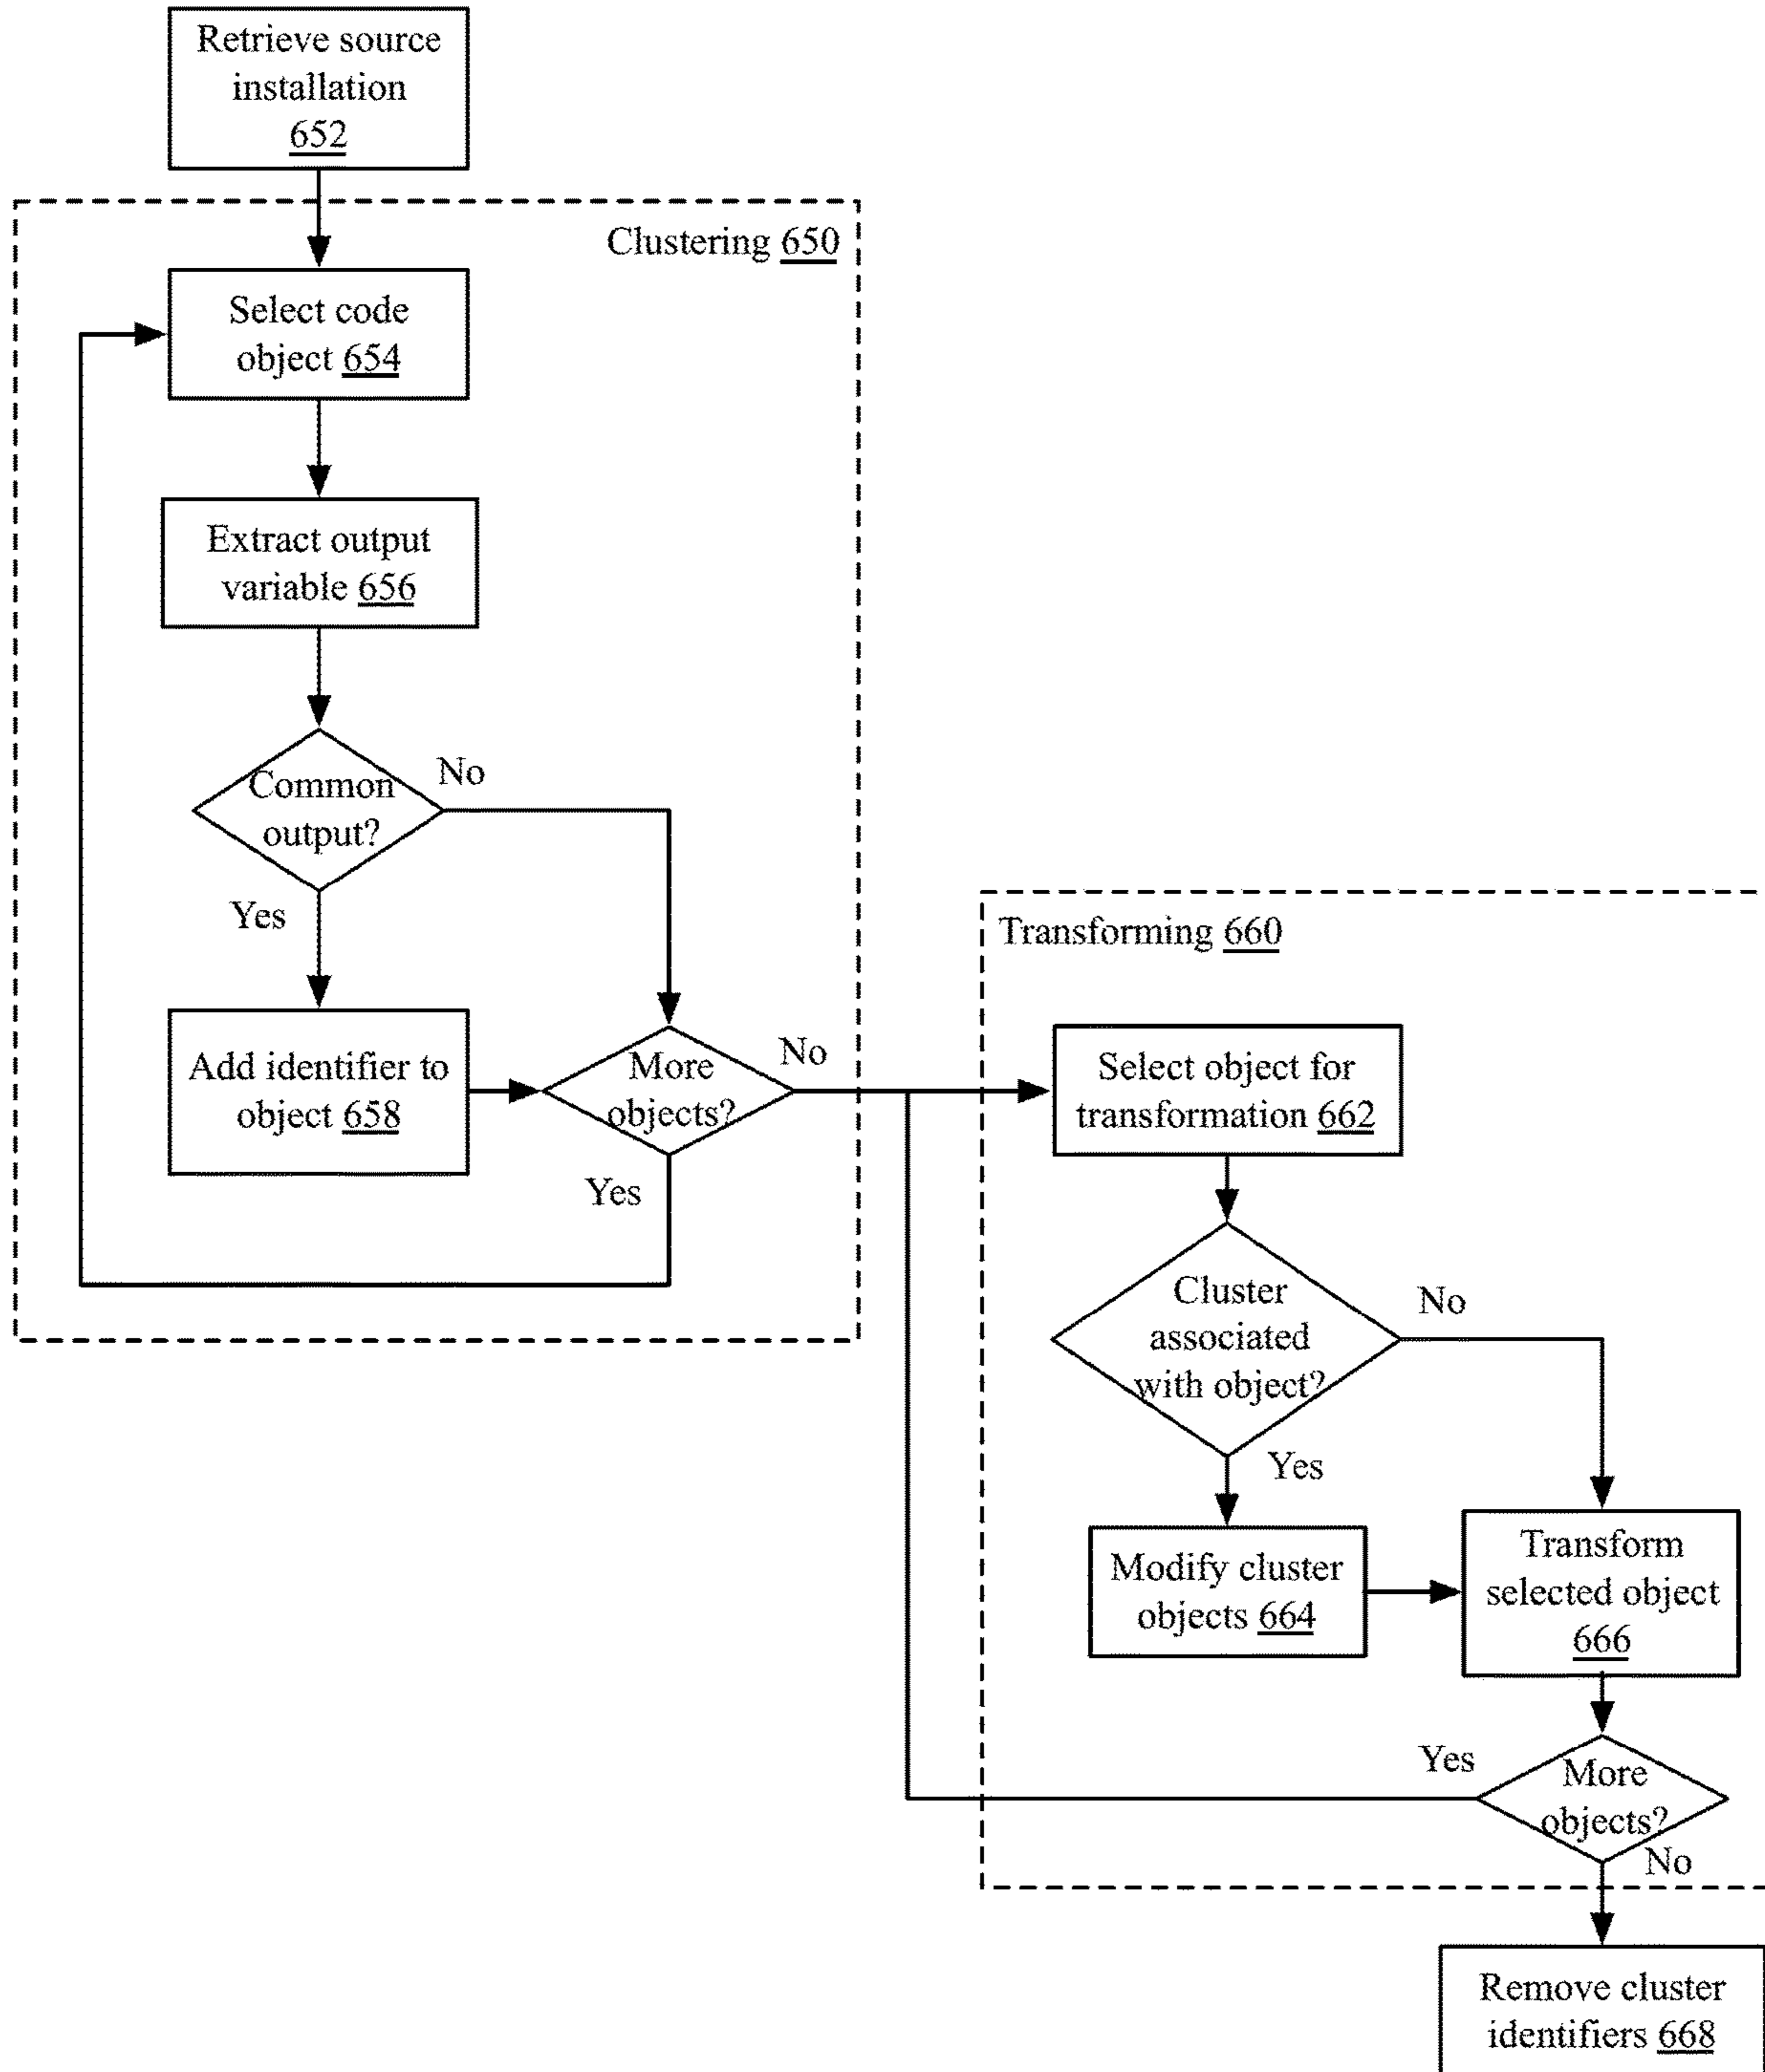 Retrieve source
installation
652
Clustering 650
Select code
object 654
Extract output
variable 656
Common
output?
No
Yes
Add identifier to
object 658
More
objects?
No
Yes
Transforming 660
Select object for
transformation 662
Cluster
associated
with object?
No
Yes
Modify cluster
objects 664
Transform
selected object
666
Yes
More
objects?
No
Remove cluster
identifiers 668